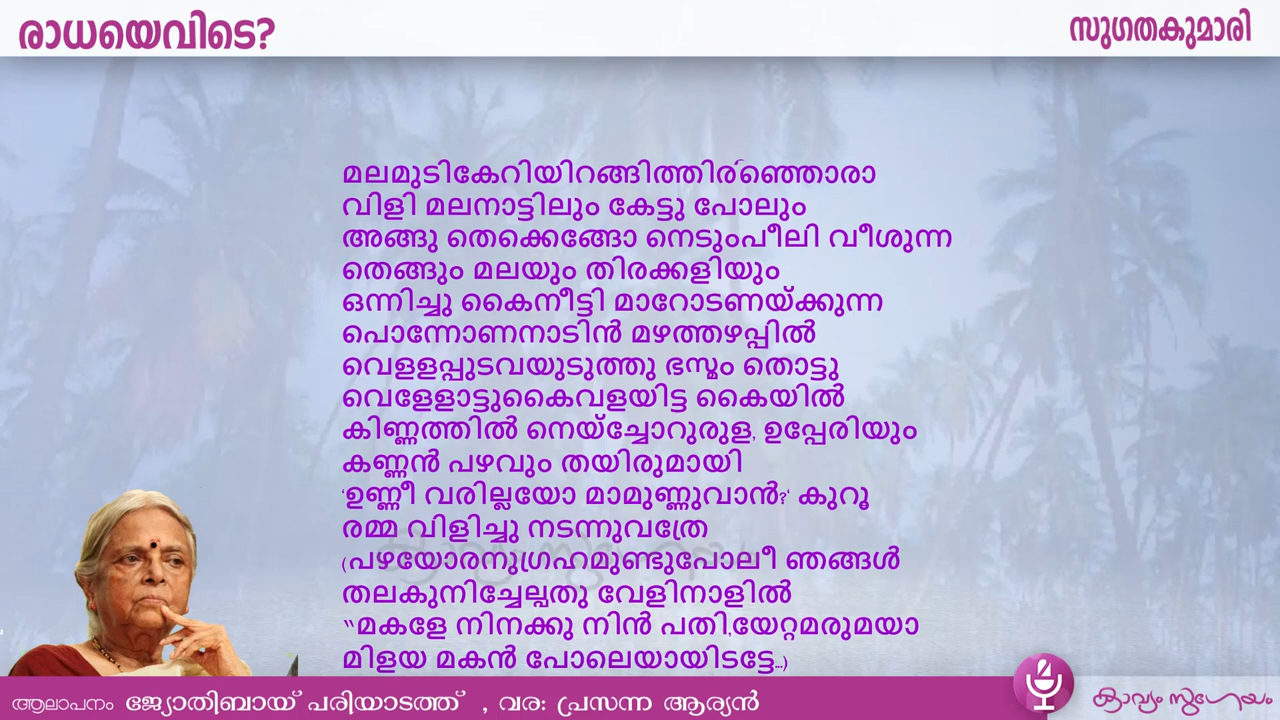 രാധയെവിടെ?
സുഗതകുമാരി
മലമുടികേറിയിറങ്ങിത്തിരഞ്ഞൊരാ
വിളി മലനാട്ടിലും കേട്ടു പോലും
അങ്ങു തെക്കെങ്ങോ നെടുംപീലി വീശുന്ന
തെങ്ങും മലയും തിരക്കളിയും
ഒന്നിച്ചു കൈനീട്ടി മാറോടണയ്ക്കുന്ന
പൊന്നോണനാടിൻ മഴത്തഴപ്പിൽ
വെളളപ്പുടവയുടുത്തു ഭസ്മം തൊട്ടു
വെളേളാട്ടുകൈവളയിട്ട കൈയിൽ
കിണ്ണത്തിൽ നെയ്ച്ചോറുരുള, ഉപ്പേരിയും
കണ്ണൻ പഴവും തയിരുമായി
‘ഉണ്ണീ വരില്ലയോ മാമുണ്ണുവാൻ?‘ കുറൂ
രമ്മ വിളിച്ചു നടന്നുവത്രേ
(പഴയോരനുഗ്രഹമുണ്ടുപോലീ ഞങ്ങൾ
തലകുനിച്ചേല്പതു വേളിനാളിൽ
“മകളേ നിനക്കു നിൻ പതി,യേറ്റമരുമയാ
മിളയ മകൻ പോലെയായിടട്ടേ...)
ആലാപനം ജ്യോതിബായ് പരിയാടത്ത് , വര: പ്രസന്ന ആര്യൻ
കാവ്യം സുഗേയം